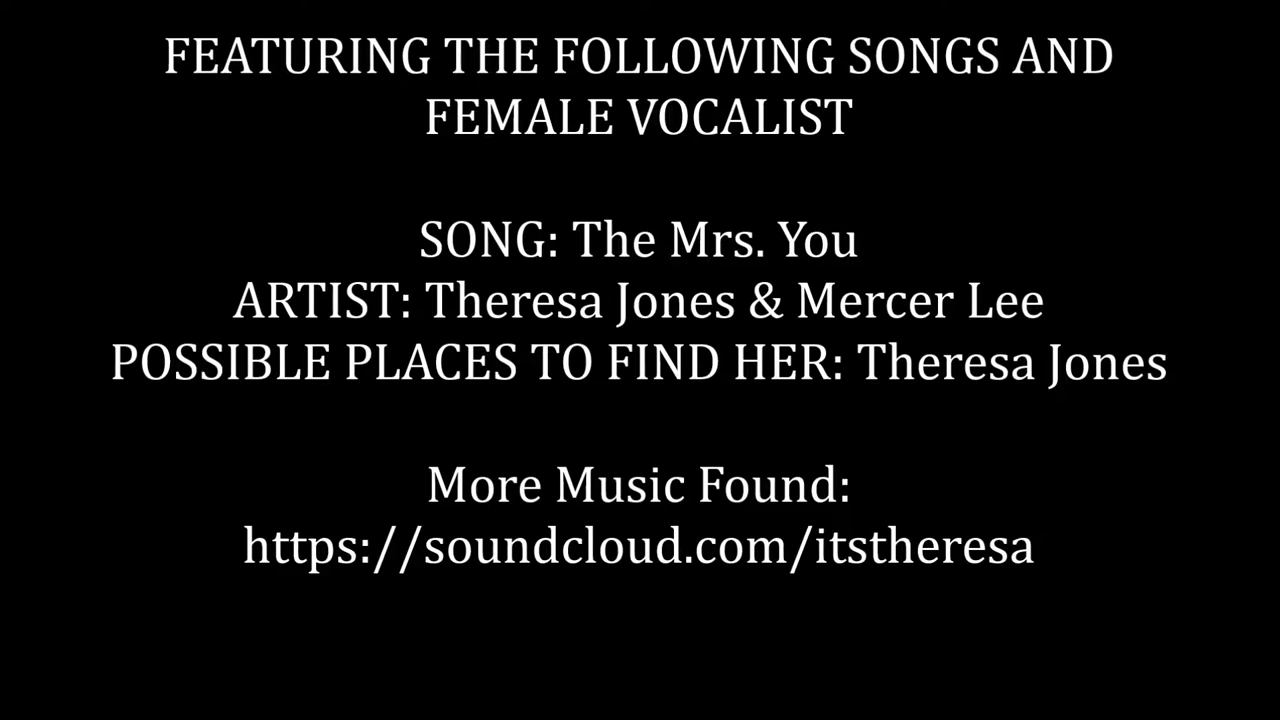 FEATURING THE FOLLOWING SONGS AND
FEMALE VOCALIST
SONG: The Mrs. You
ARTIST: Theresa Jones & Mercer Lee
POSSIBLE PLACES TO FIND HER: Theresa Jones
More Music Found:
https://soundcloud.com/itstheresa